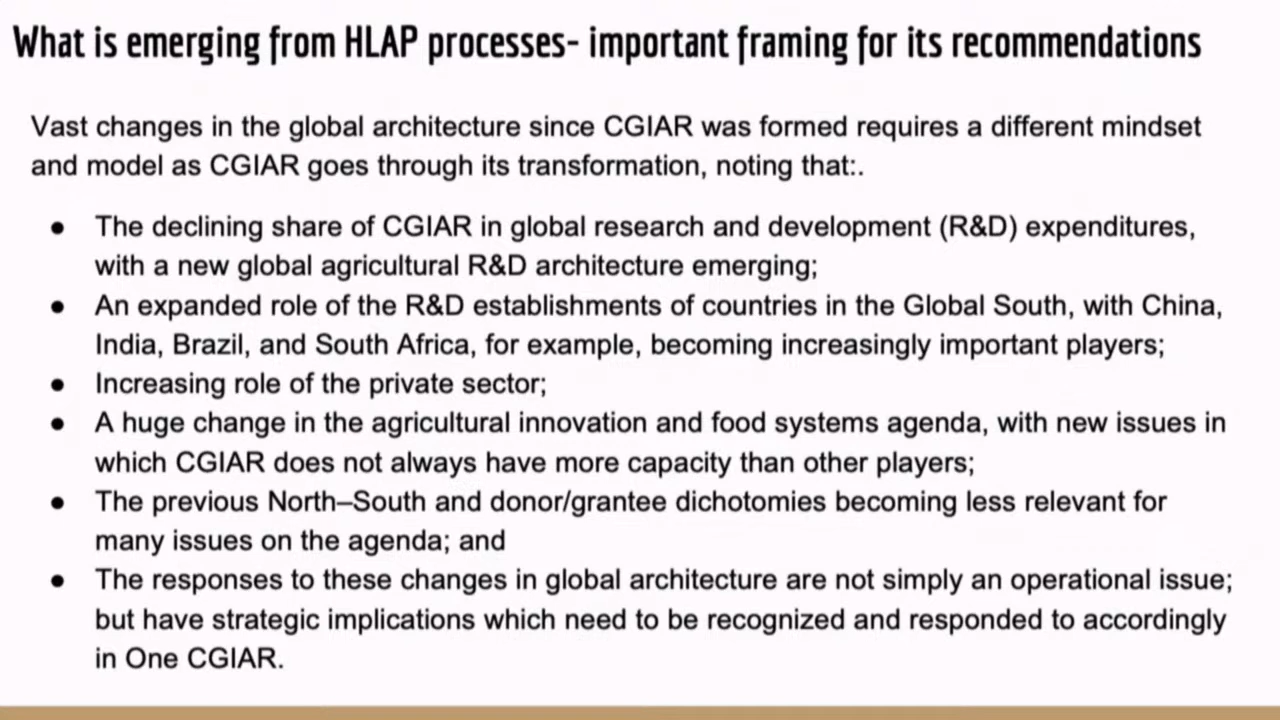 What is emerging from HLAP processes- important framing for its recommendations
Vast changes in the global architecture since CGIAR was formed requires a different mindset
and model as CGIAR goes through its transformation, noting that:.
● The declining share of CGIAR in global research and development (R&D) expenditures,
with a new global agricultural R&D architecture emerging;
● An expanded role of the R&D establishments of countries in the Global South, with China,
India, Brazil, and South Africa, for example, becoming increasingly important players;
● Increasing role of the private sector;
● A huge change in the agricultural innovation and food systems agenda, with new issues in
which CGIAR does not always have more capacity than other players;
● The previous North–South and donor/grantee dichotomies becoming less relevant for
many issues on the agenda; and
● The responses to these changes in global architecture are not simply an operational issue;
but have strategic implications which need to be recognized and responded to accordingly
in One CGIAR.